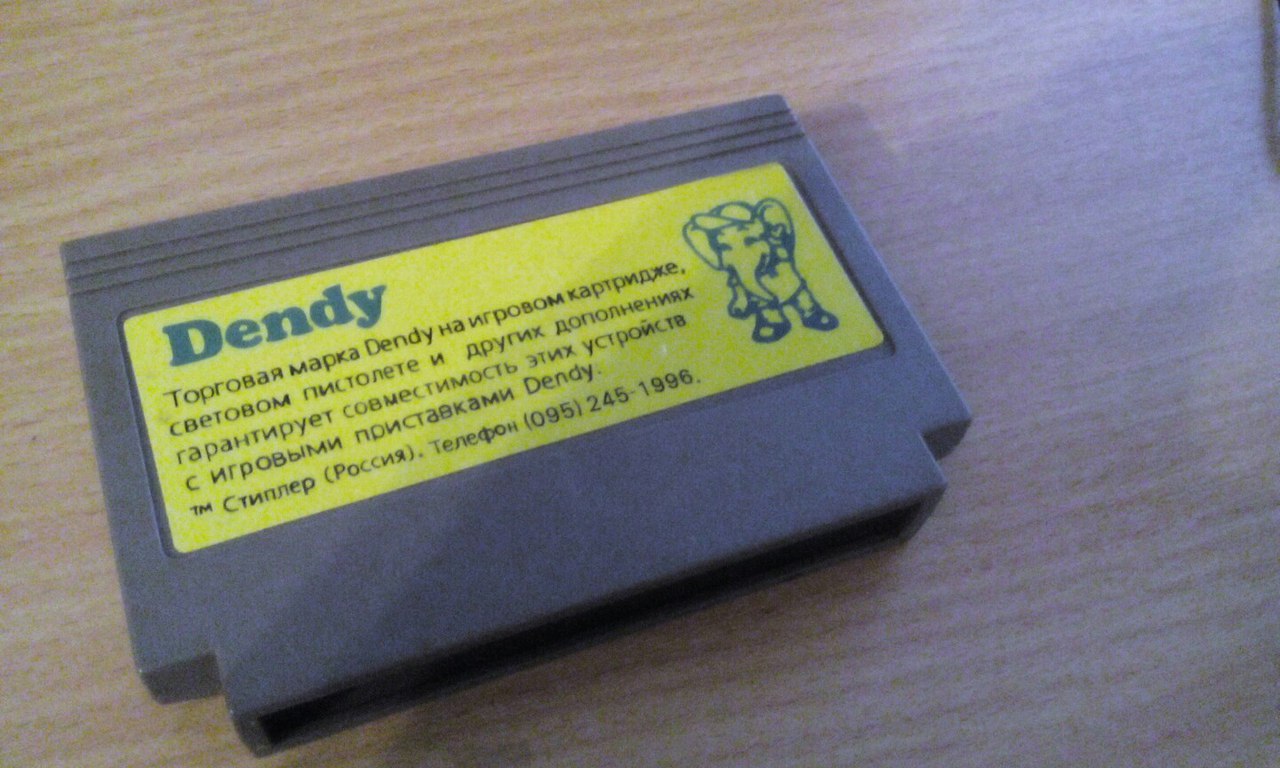 Dendy
Торговая марка Dendy на игровом картридже,
световом пистолете и других дополнениях
гарантирует совместимость этих устройств
с игровыми приставками Dendy.
™ Стиплер (Россия). Телефон (095) 245-1996.